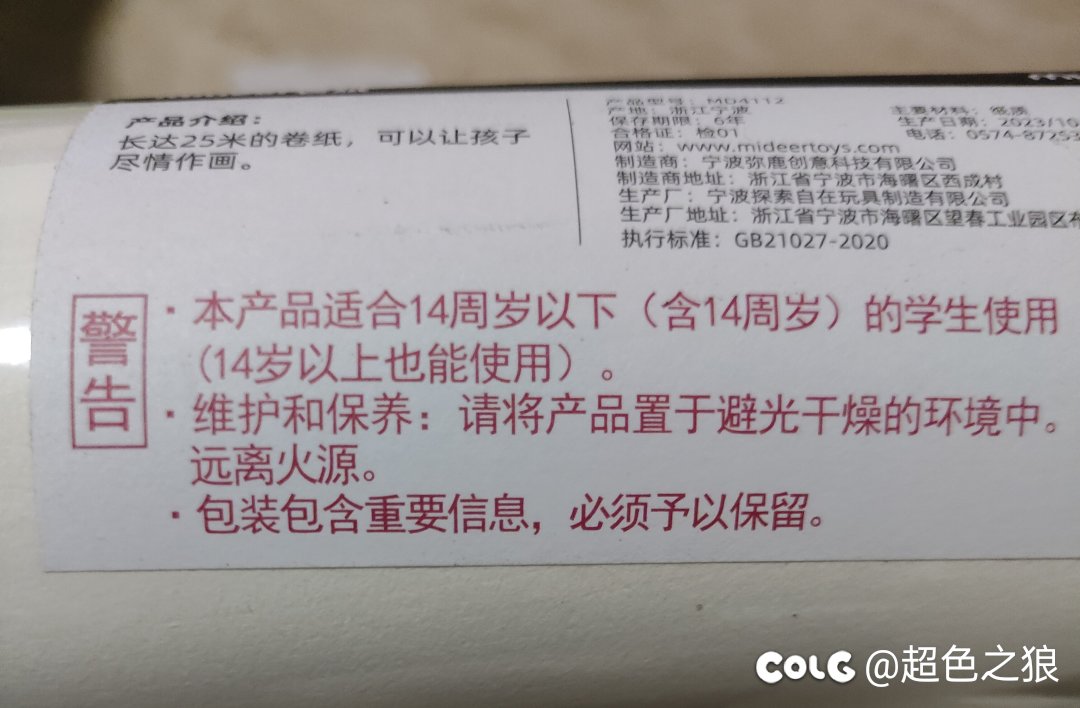 产品介绍：
长达25米的卷纸，可以让孩子
尽情作画。
产品型号：MD4112
产地：浙江宁波
主要材料：纸质
保存期限：6年
生产日期：2023/10
合格证：检01
电话：0574-87253
网站：www.mideertoys.com
制造商：宁波弥鹿创意科技有限公司
制造商地址：浙江省宁波市海曙区西成村
生产厂：宁波探索自在玩具制造有限公司
生产厂地址：浙江省宁波市海曙区望春工业园区布
执行标准：GB21027-2020
警告
·本产品适合14周岁以下（含14周岁）的学生使用
(14岁以上也能使用）。
·维护和保养：请将产品置于避光干燥的环境中。
远离火源。
·包装包含重要信息，必须予以保留。
COLG @超色之狼